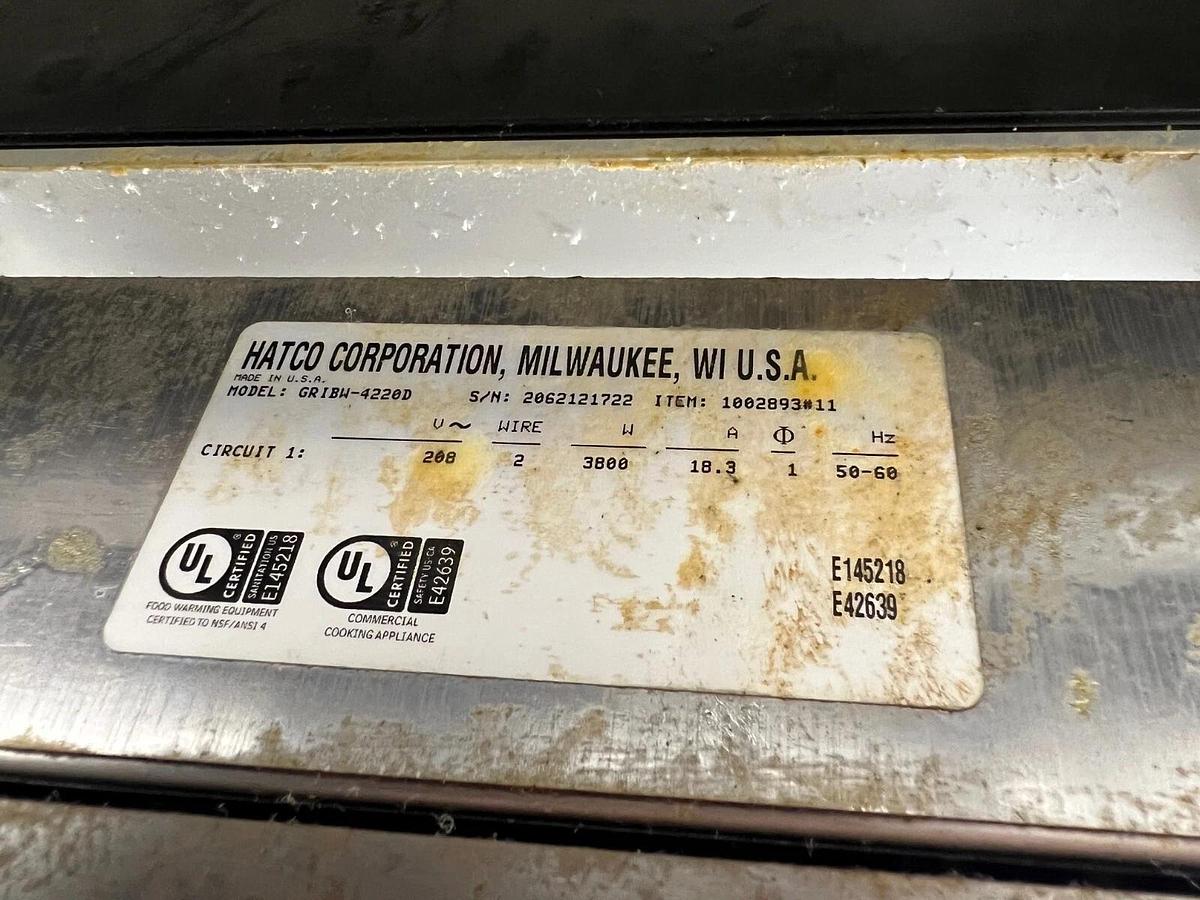 HATCO CORPORATION, MILWAUKEE, WI U.S.A.
MADE IN U.S.A.
MODEL: GRIBW-4220D S/N: 2062121722 ITEM: 1002893#11
V~ WIRE W A Φ Hz
CIRCUIT 1: 208 2 3800 18.3 1 50-60
UL CERTIFIED ® SANITATION US E145218
FOOD WARMING EQUIPMENT
CERTIFIED TO NSF/ANSI 4
UL CERTIFIED ® SAFETY US-CA E42639
COMMERCIAL
COOKING APPLIANCE
E145218
E42639